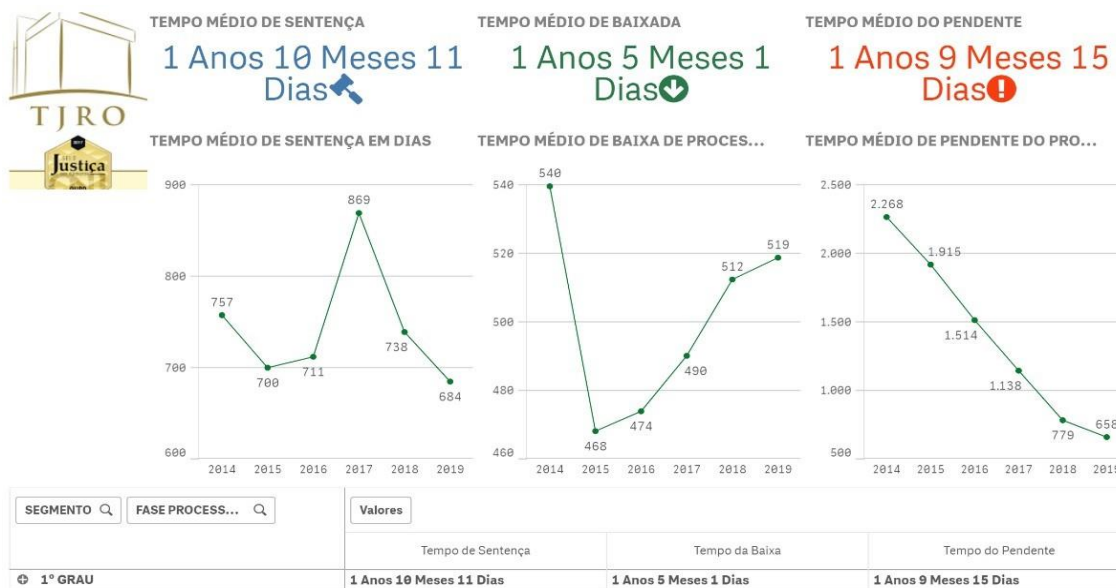 TJRO
2017
SELO
Justiça
OURO
TEMPO MÉDIO DE SENTENÇA
1 Anos 10 Meses 11
Dias
TEMPO MÉDIO DE BAIXADA
1 Anos 5 Meses 1
Dias
TEMPO MÉDIO DO PENDENTE
1 Anos 9 Meses 15
Dias
TEMPO MÉDIO DE SENTENÇA EM DIAS
900
800
700
600
757
700
711
869
738
684
2014 2015 2016 2017 2018 2019
TEMPO MÉDIO DE BAIXA DE PROCES...
540
520
500
480
460
540
468
474
490
512
519
2014 2015 2016 2017 2018 2019
TEMPO MÉDIO DE PENDENTE DO PRO...
2.500
2.000
1.500
1.000
500
2.268
1.915
1.514
1.138
779
658
2014 2015 2016 2017 2018 2019
SEGMENTO FASE PROCESS... Valores
Tempo de Sentença Tempo da Baixa Tempo do Pendente
1º GRAU 1 Anos 10 Meses 11 Dias 1 Anos 5 Meses 1 Dias 1 Anos 9 Meses 15 Dias